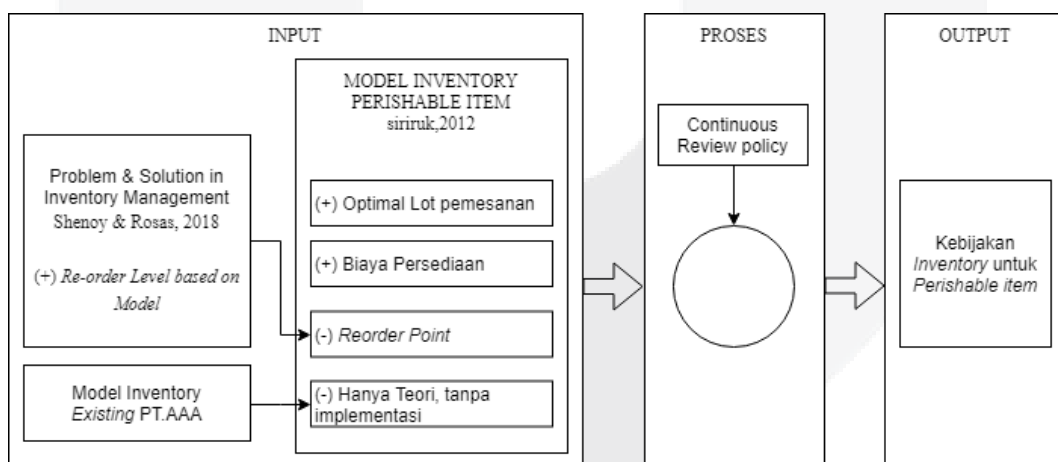 INPUT
Problem & Solution in
Inventory Management
Shenoy & Rosas, 2018
(+) Re-order Level based on
Model
Model Inventory
Existing PT.AAA
MODEL INVENTORY
PERISHABLE ITEM
siriruk,2012
(+) Optimal Lot pemesanan
(+) Biaya Persediaan
(-) Reorder Point
(-) Hanya Teori, tanpa
implementasi
PROSES
Continuous
Review policy
OUTPUT
Kebijakan
Inventory untuk
Perishable item